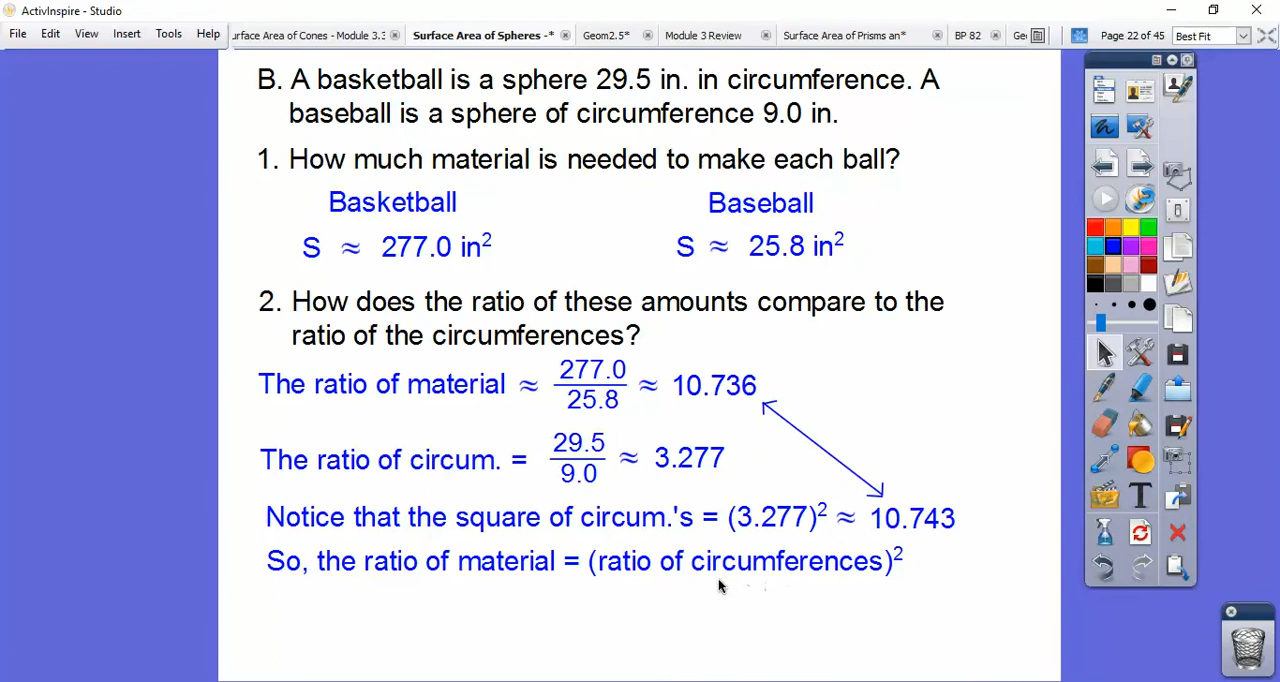 ActivInspire - Studio
File Edit View Insert Tools Help
urface Area of Cones - Module 3.3 Surface Area of Spheres -* Geom2.5* Module 3 Review Surface Area of Prisms an* BP 82 Ge Page 22 of 45 Best Fit
B. A basketball is a sphere 29.5 in. in circumference. A
baseball is a sphere of circumference 9.0 in.
1. How much material is needed to make each ball?
Basketball Baseball
S ≈ 277.0 in² S ≈ 25.8 in²
2. How does the ratio of these amounts compare to the
ratio of the circumferences?
The ratio of material ≈ 277.0/25.8 ≈ 10.736
The ratio of circum. = 29.5/9.0 ≈ 3.277
Notice that the square of circum.'s = (3.277)² ≈ 10.743
So, the ratio of material = (ratio of circumferences)²